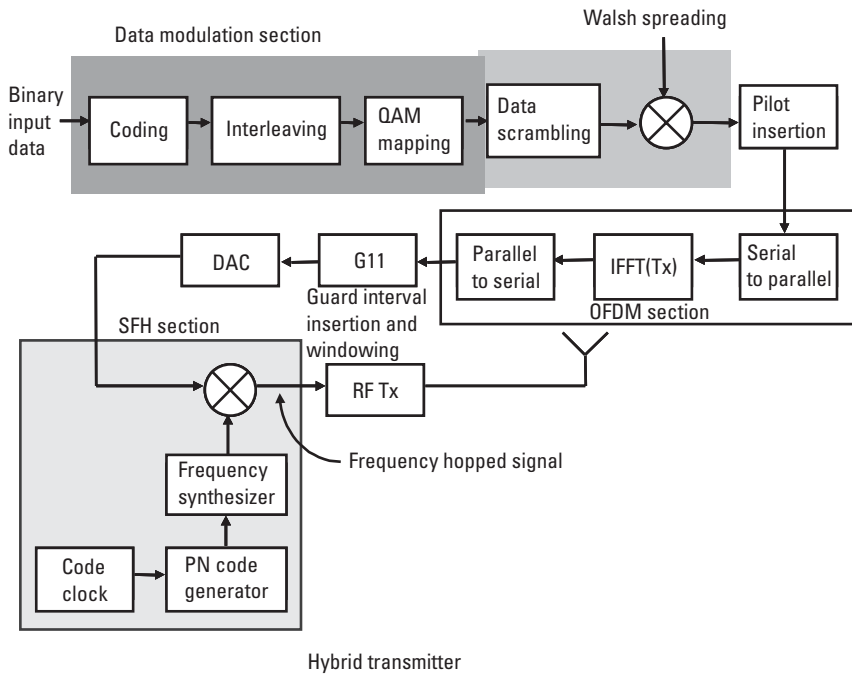 Walsh spreading
Data modulation section
Binary
input
data
Coding
Interleaving
QAM
mapping
Data
scrambling
Pilot
insertion
DAC
G11
Parallel
to serial
IFFT(Tx)
Serial
to parallel
Guard interval
insertion and
windowing
OFDM section
SFH section
RF Tx
Frequency hopped signal
Frequency
synthesizer
Code
clock
PN code
generator
Hybrid transmitter